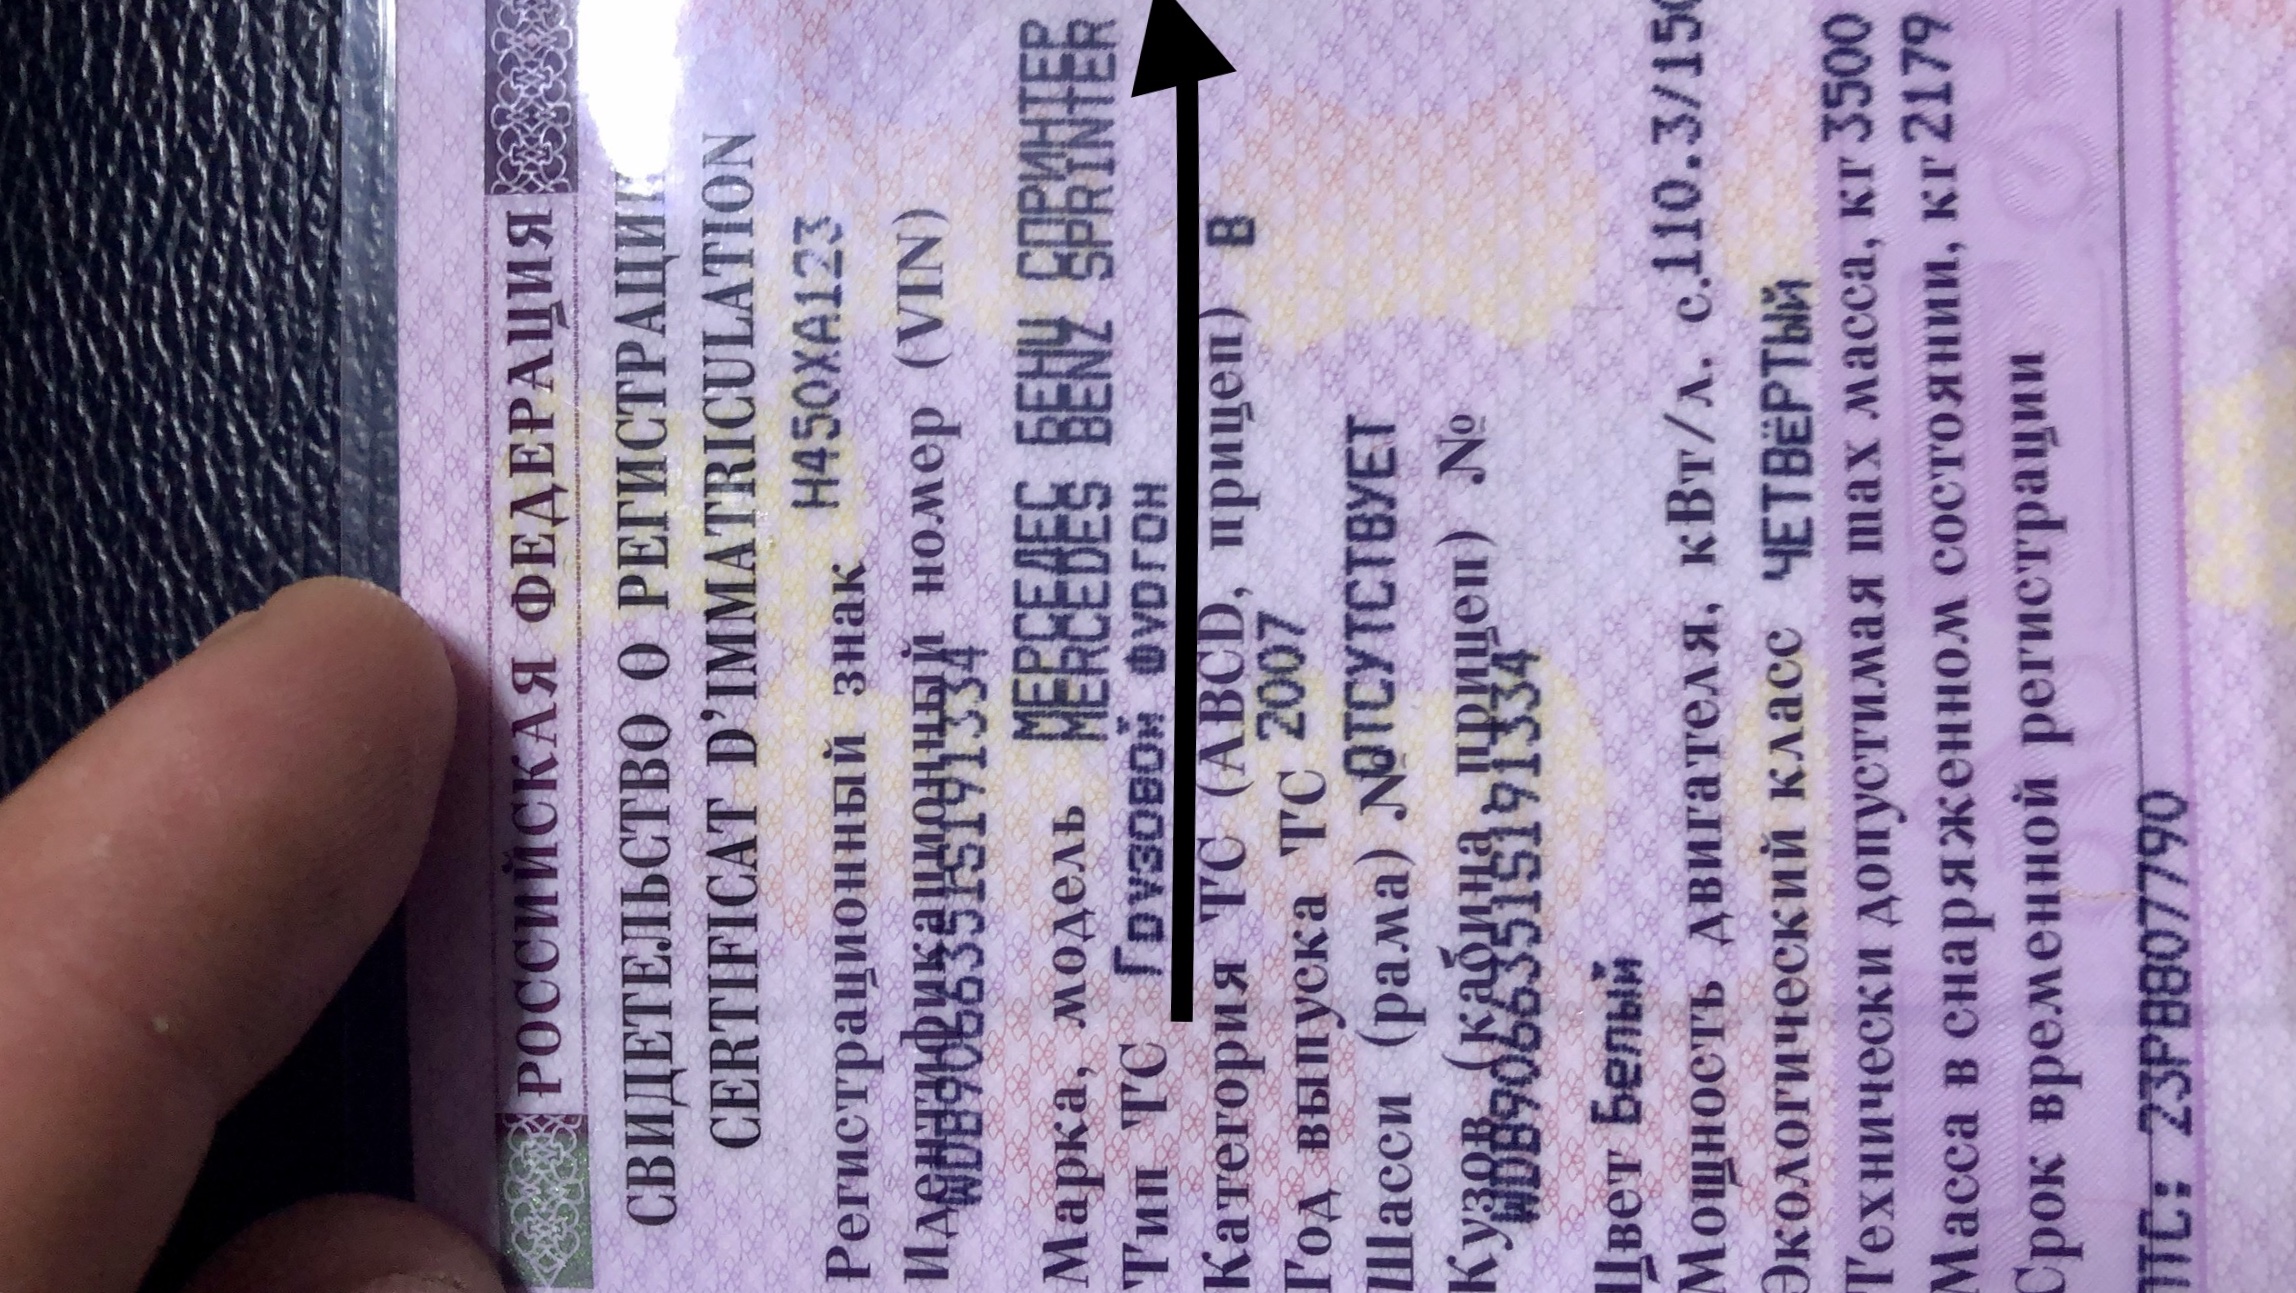 РОССИЙСКАЯ ФЕДЕРАЦИЯ
СВИДЕТЕЛЬСТВО О РЕГИСТРАЦИИ
CERTIFICAT D'IMMATRICULATION
Регистрационный знак Н450ХА123
Идентификационный номер (VIN)
WDB9066351S191334
МЕРСЕДЕС БЕНЦ СПРИНТЕР
Марка, модель MERCEDES BENZ SPRINTER
Тип ТС Грузовой фургон
Категория ТС (ABCD, прицеп) В
Год выпуска ТС 2007
Шасси (рама) № ОТСУТСТВУЕТ
Кузов (кабина, прицеп) №
WDB9066351S191334
Цвет Белый
Мощность двигателя, кВт/л. с. 110.3/150
Экологический класс ЧЕТВЁРТЫЙ
Технически допустимая max масса, кг 3500
Масса в снаряженном состоянии, кг 2179
Срок временной регистрации
ПТС: 23РВ807790